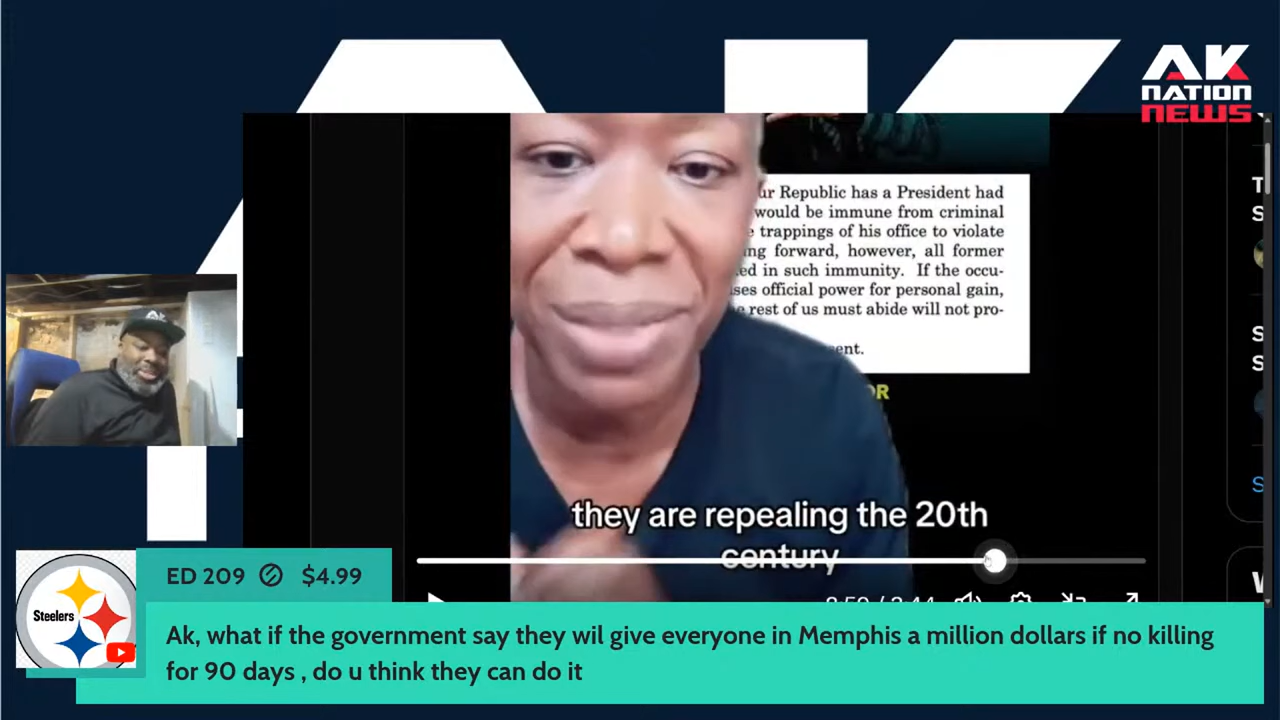 AK
NATION
NEWS
ur Republic has a President had
would be immune from criminal
e trappings of his office to violate
ng forward, however, all former
ed in such immunity. If the occu-
ses official power for personal gain,
e rest of us must abide will not pro-
ent.
OR
they are repealing the 20th
century
Steelers
ED 209 $4.99
Ak, what if the government say they wil give everyone in Memphis a million dollars if no killing
for 90 days , do u think they can do it